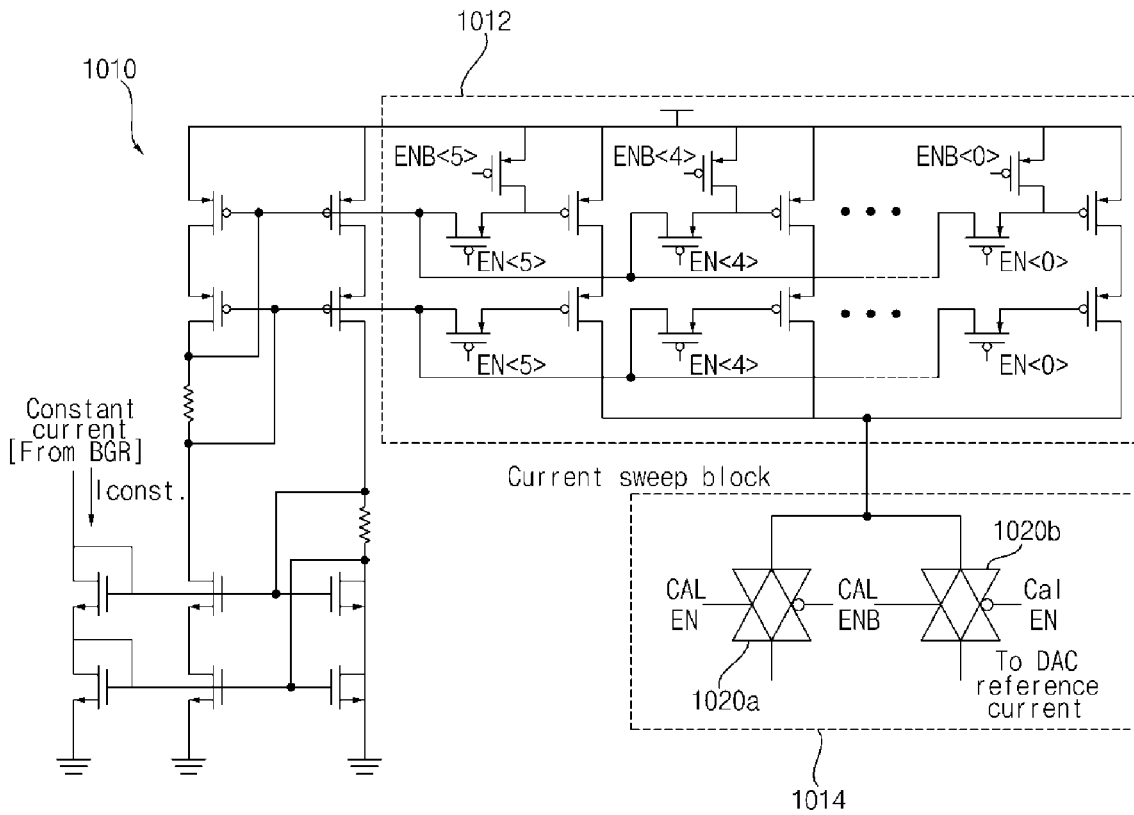 1012
1010
ENB<5>
ENB<4>
ENB<0>
EN<5>
EN<4>
EN<0>
EN<5>
EN<4>
EN<0>
Constant
current
[From BGR]
Iconst.
Current sweep block
1020b
CAL
EN
CAL
ENB
Cal
EN
To DAC
reference
current
1020a
1014